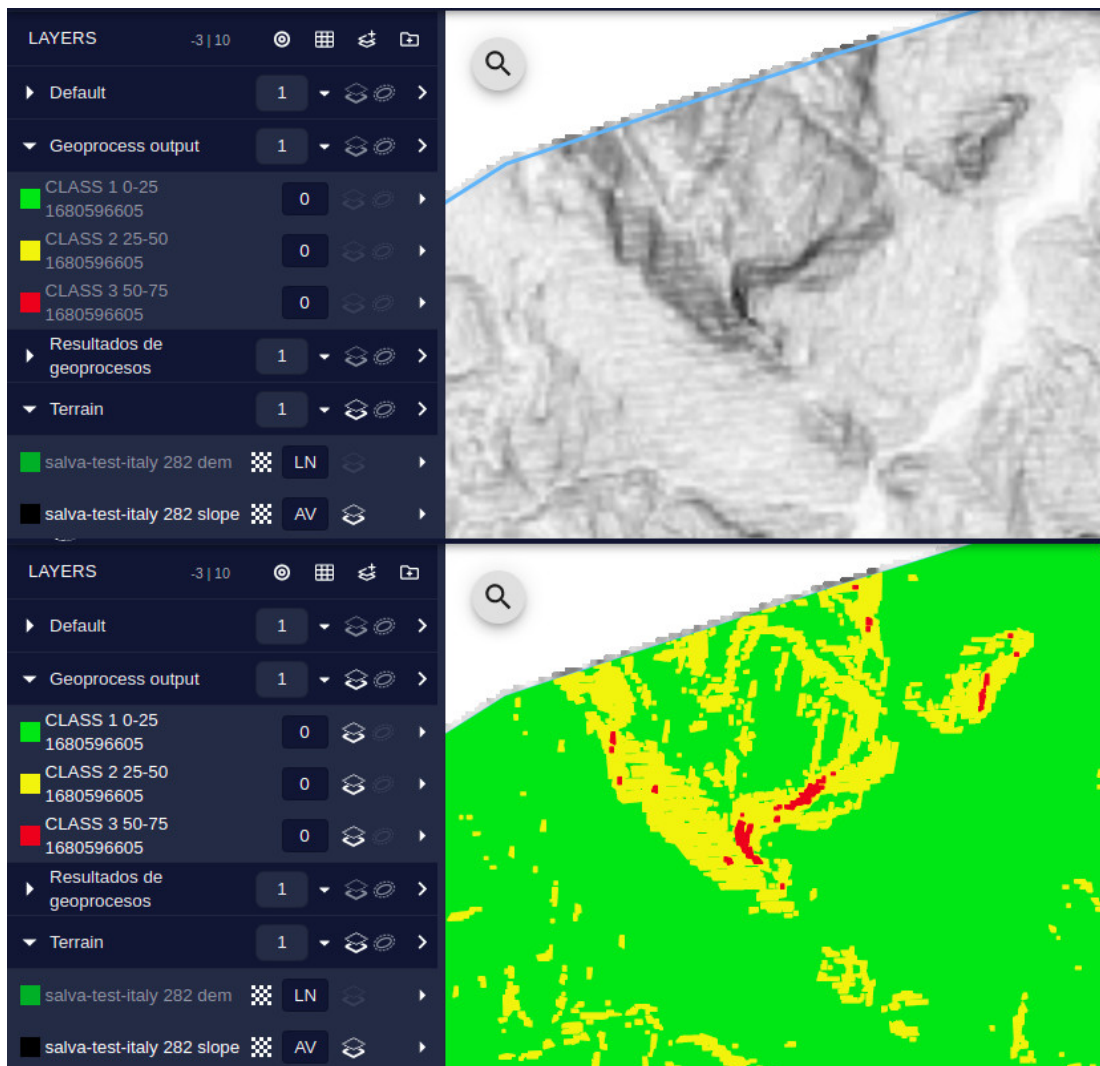 LAYERS -3 | 10
Default 1
Geoprocess output 1
CLASS 1 0-25
1680596605
0
CLASS 2 25-50
1680596605
0
CLASS 3 50-75
1680596605
0
Resultados de
geoprocesos
1
Terrain 1
salva-test-italy 282 dem LN
salva-test-italy 282 slope AV
LAYERS -3 | 10
Default 1
Geoprocess output 1
CLASS 1 0-25
1680596605
0
CLASS 2 25-50
1680596605
0
CLASS 3 50-75
1680596605
0
Resultados de
geoprocesos
1
Terrain 1
salva-test-italy 282 dem LN
salva-test-italy 282 slope AV